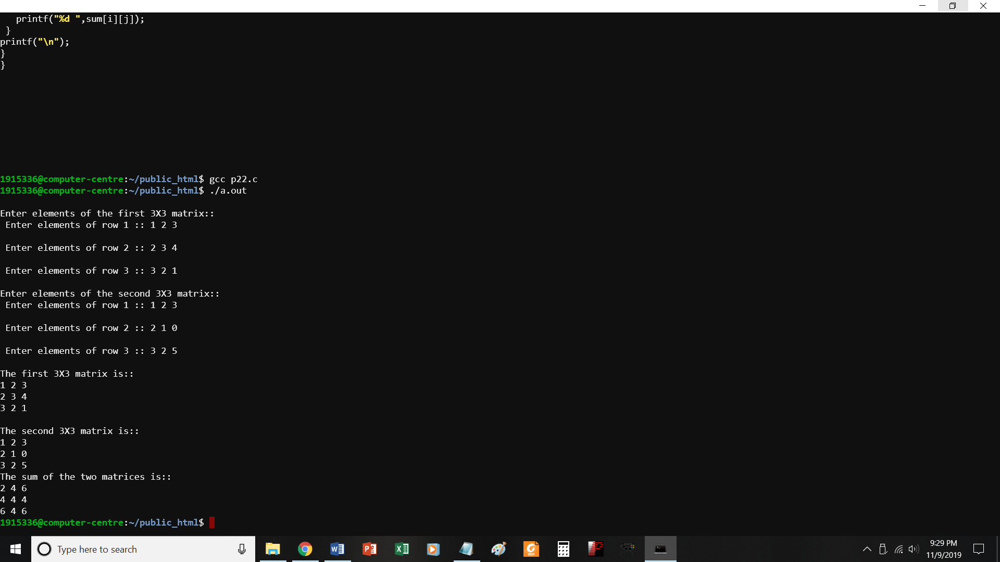 printf("%d ",sum[i][j]);
}
printf("\n");
}
}
1915336@computer-centre:~/public_html$ gcc p22.c
1915336@computer-centre:~/public_html$ ./a.out
Enter elements of the first 3X3 matrix::
Enter elements of row 1 :: 1 2 3
Enter elements of row 2 :: 2 3 4
Enter elements of row 3 :: 3 2 1
Enter elements of the second 3X3 matrix::
Enter elements of row 1 :: 1 2 3
Enter elements of row 2 :: 2 1 0
Enter elements of row 3 :: 3 2 5
The first 3X3 matrix is::
1 2 3
2 3 4
3 2 1
The second 3X3 matrix is::
1 2 3
2 1 0
3 2 5
The sum of the two matrices is::
2 4 6
4 4 4
6 4 6
1915336@computer-centre:~/public_html$
Type here to search
9:29 PM
11/9/2019